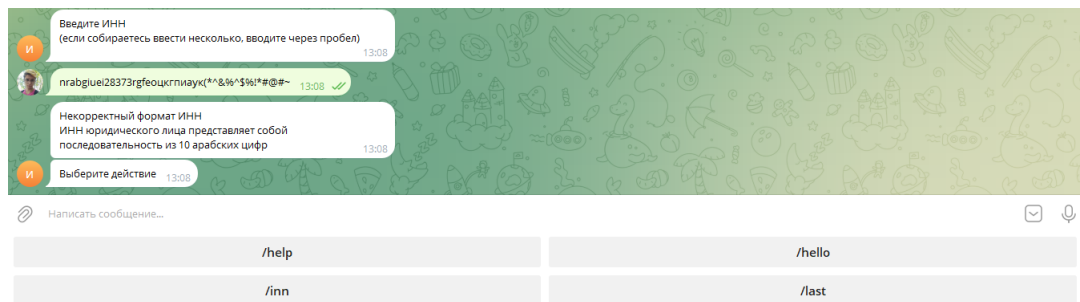 Введите ИНН
(если собираетесь ввести несколько, вводите через пробел)
13:08
И
nrabgiuei28373rgfeоцкгпиаук(*^&%^$%!*#@#~ 13:08
Некорректный формат ИНН
ИНН юридического лица представляет собой
последовательность из 10 арабских цифр
13:08
И
Выберите действие 13:08
Написать сообщение...
/help
/hello
/inn
/last